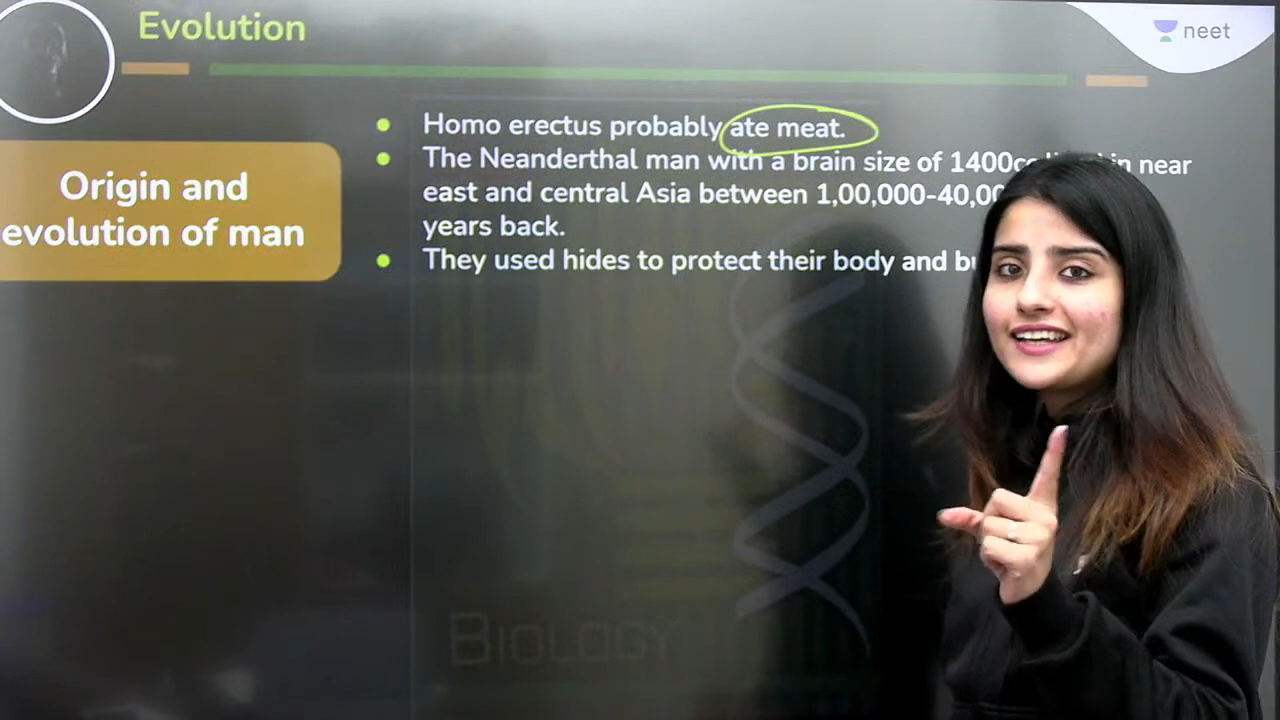 Evolution
neet
Origin and
evolution of man
Homo erectus probably ate meat.
The Neanderthal man with a brain size of 1400cc in near
east and central Asia between 1,00,000-40,00
years back.
They used hides to protect their body and
BIOLOGY